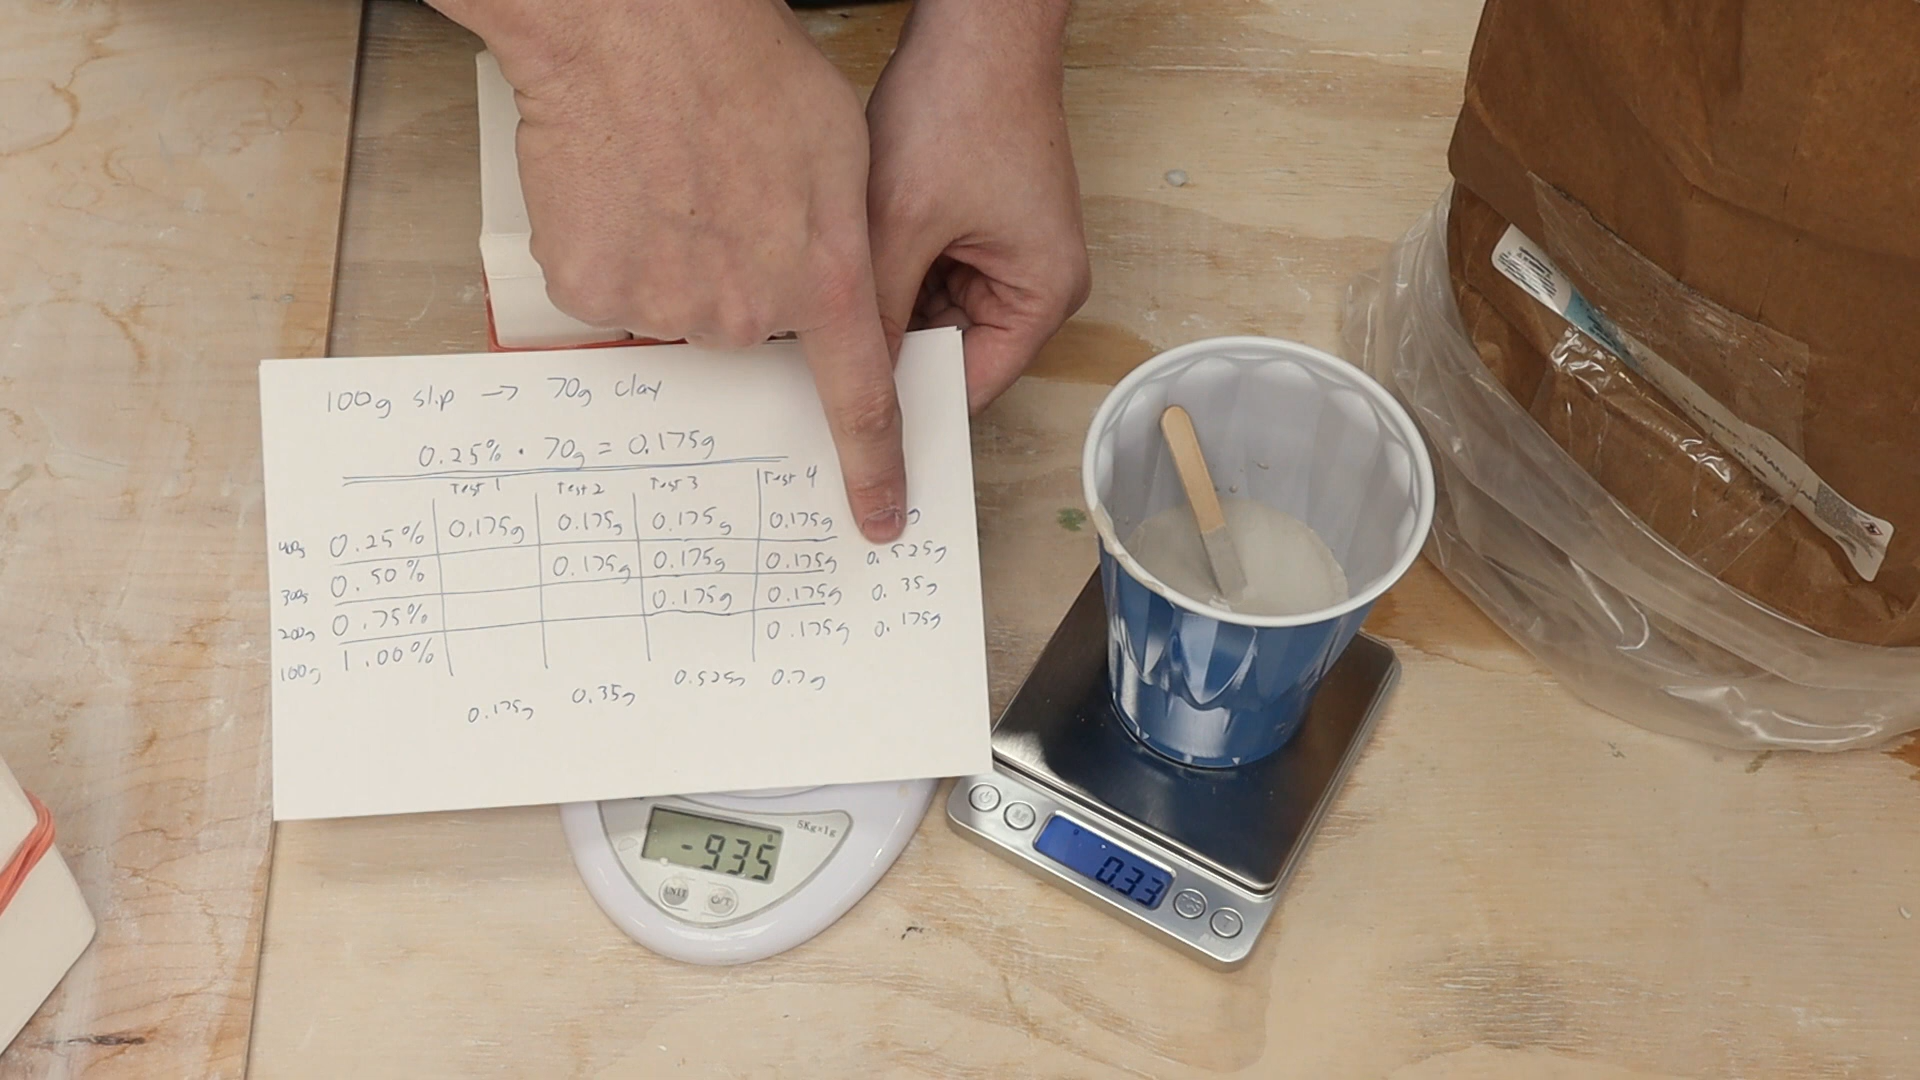 100g slip → 70g clay
0.25% · 70g = 0.175g
Test 1 Test 2 Test 3 Test 4
400g 0.25% 0.175g 0.175g 0.175g 0.175g
300g 0.50% 0.175g 0.175g 0.175g 0.525g
200g 0.75% 0.175g 0.175g 0.35g
100g 1.00% 0.175g 0.175g
0.175g 0.35g 0.525g 0.7g
5Kg×1g
-935
UNIT
0.33
T